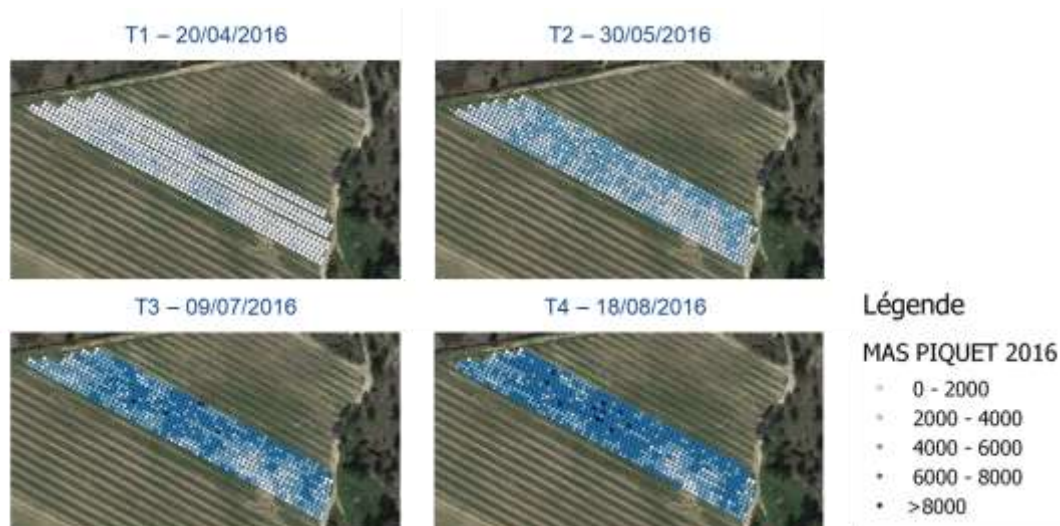 T1 – 20/04/2016
T2 – 30/05/2016
T3 – 09/07/2016
T4 – 18/08/2016
Légende
MAS PIQUET 2016
0 - 2000
2000 - 4000
4000 - 6000
6000 - 8000
>8000